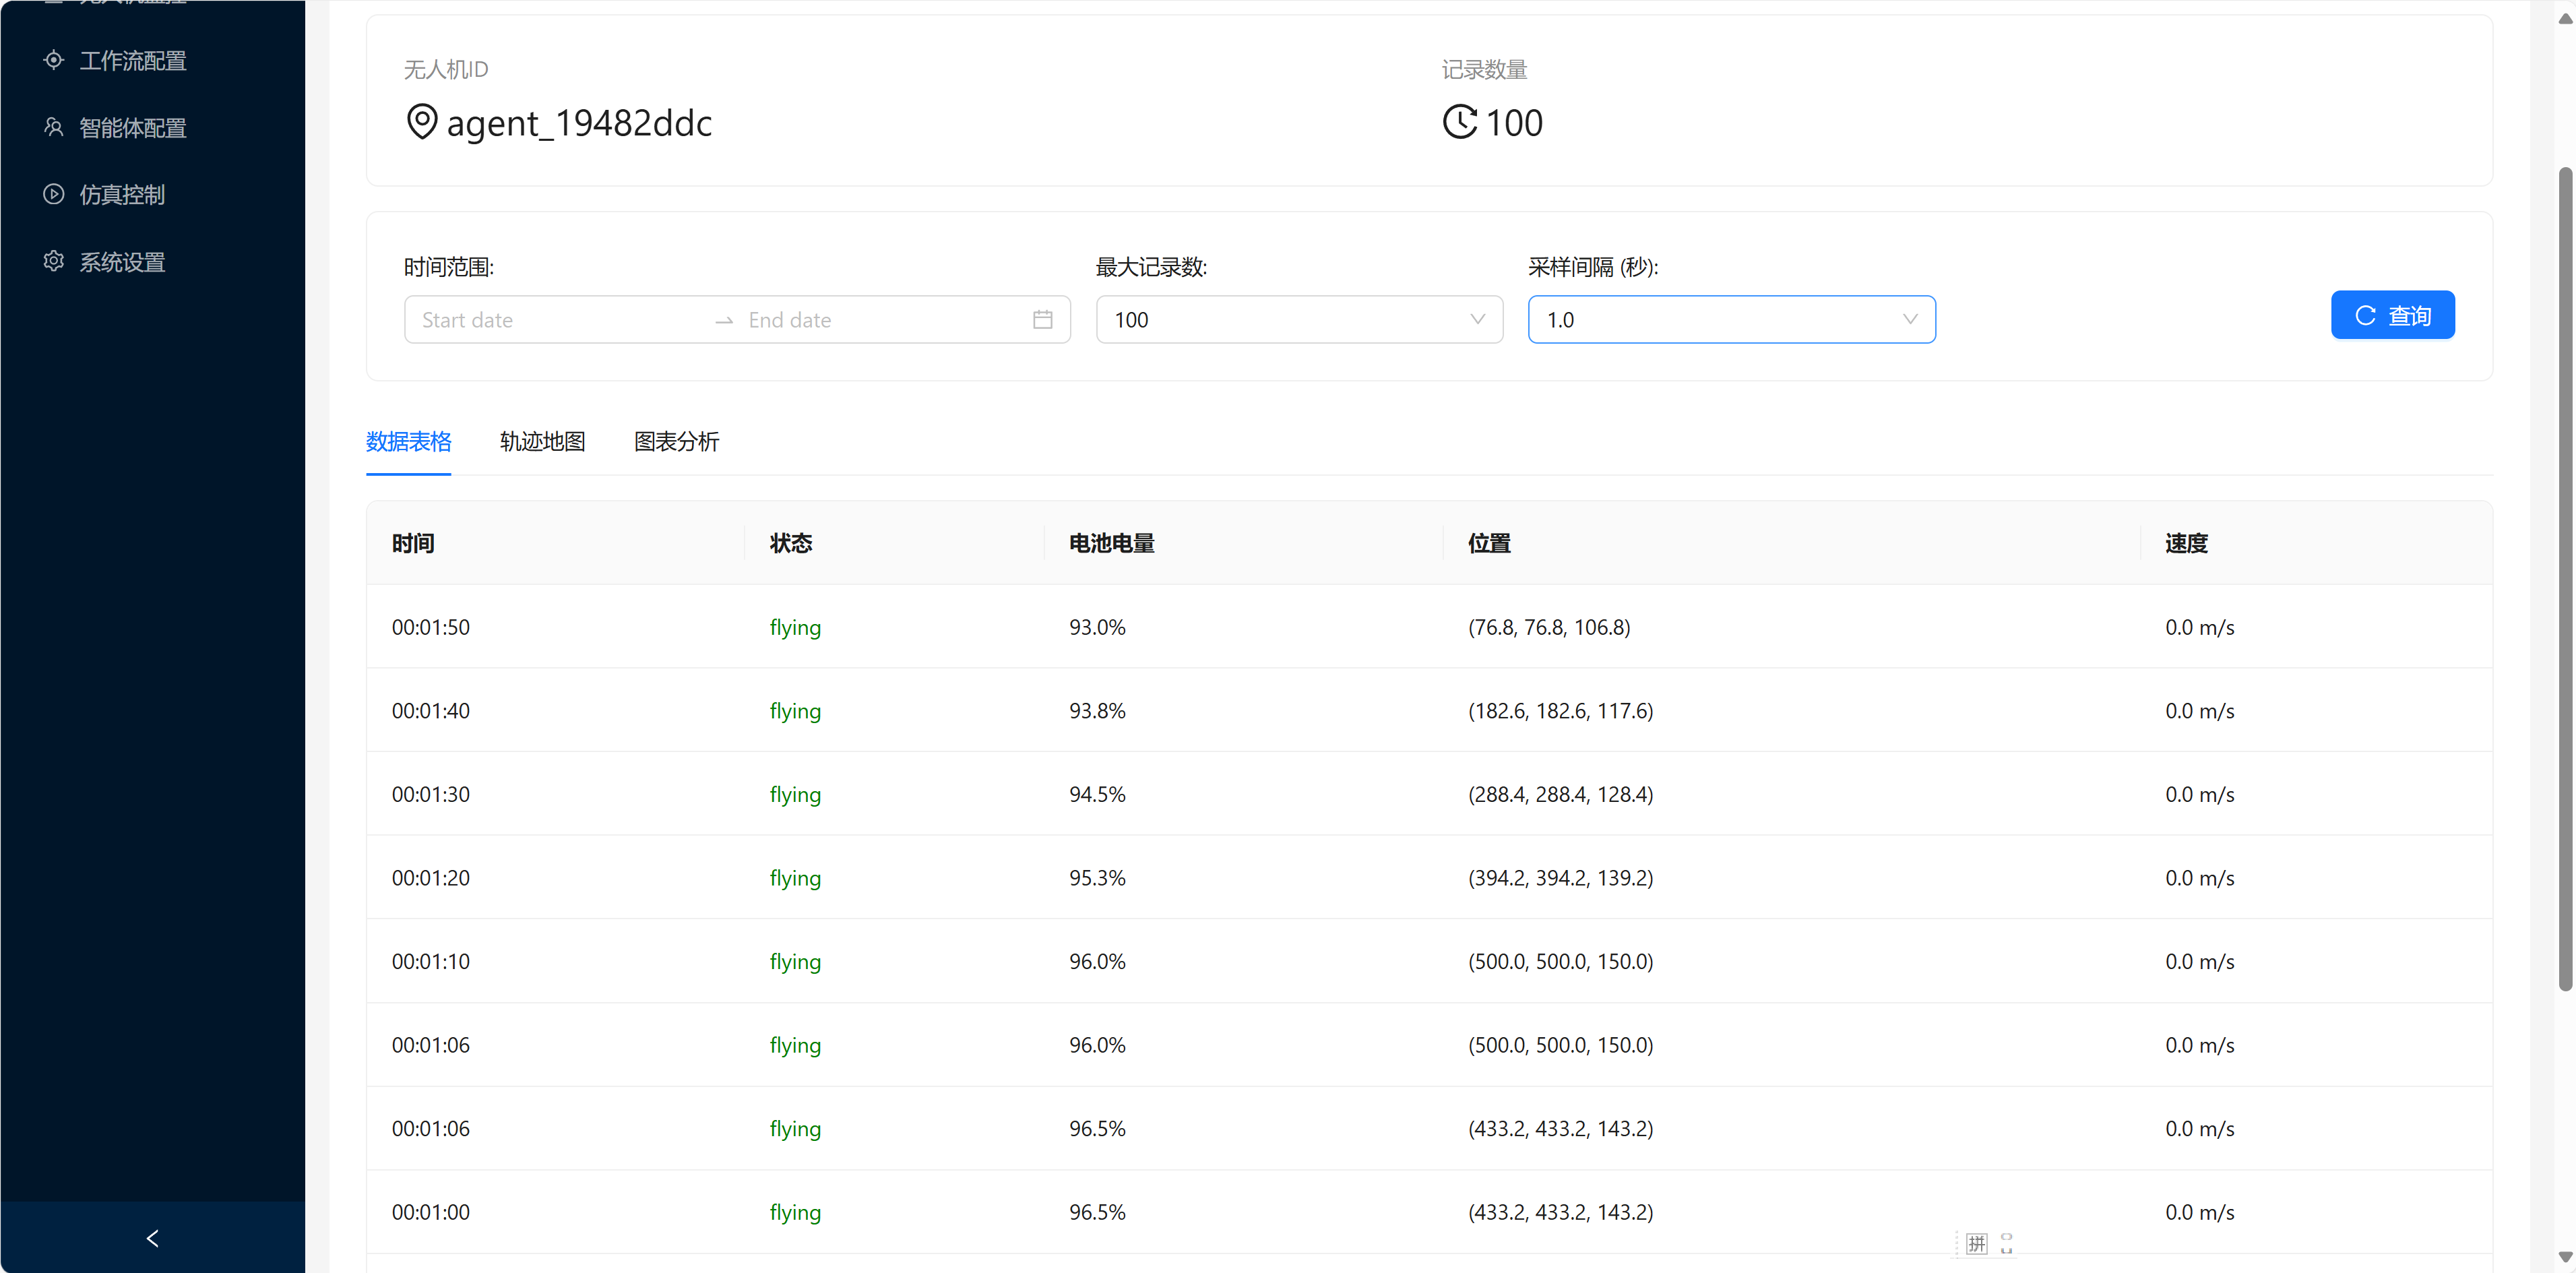 工作流配置
智能体配置
仿真控制
系统设置
无人机ID
agent_19482ddc
记录数量
100
时间范围:
Start date
End date
最大记录数:
100
采样间隔 (秒):
1.0
查询
数据表格 轨迹地图 图表分析
时间 状态 电池电量 位置 速度
00:01:50 flying 93.0% (76.8, 76.8, 106.8) 0.0 m/s
00:01:40 flying 93.8% (182.6, 182.6, 117.6) 0.0 m/s
00:01:30 flying 94.5% (288.4, 288.4, 128.4) 0.0 m/s
00:01:20 flying 95.3% (394.2, 394.2, 139.2) 0.0 m/s
00:01:10 flying 96.0% (500.0, 500.0, 150.0) 0.0 m/s
00:01:06 flying 96.0% (500.0, 500.0, 150.0) 0.0 m/s
00:01:06 flying 96.5% (433.2, 433.2, 143.2) 0.0 m/s
00:01:00 flying 96.5% (433.2, 433.2, 143.2) 0.0 m/s
拼